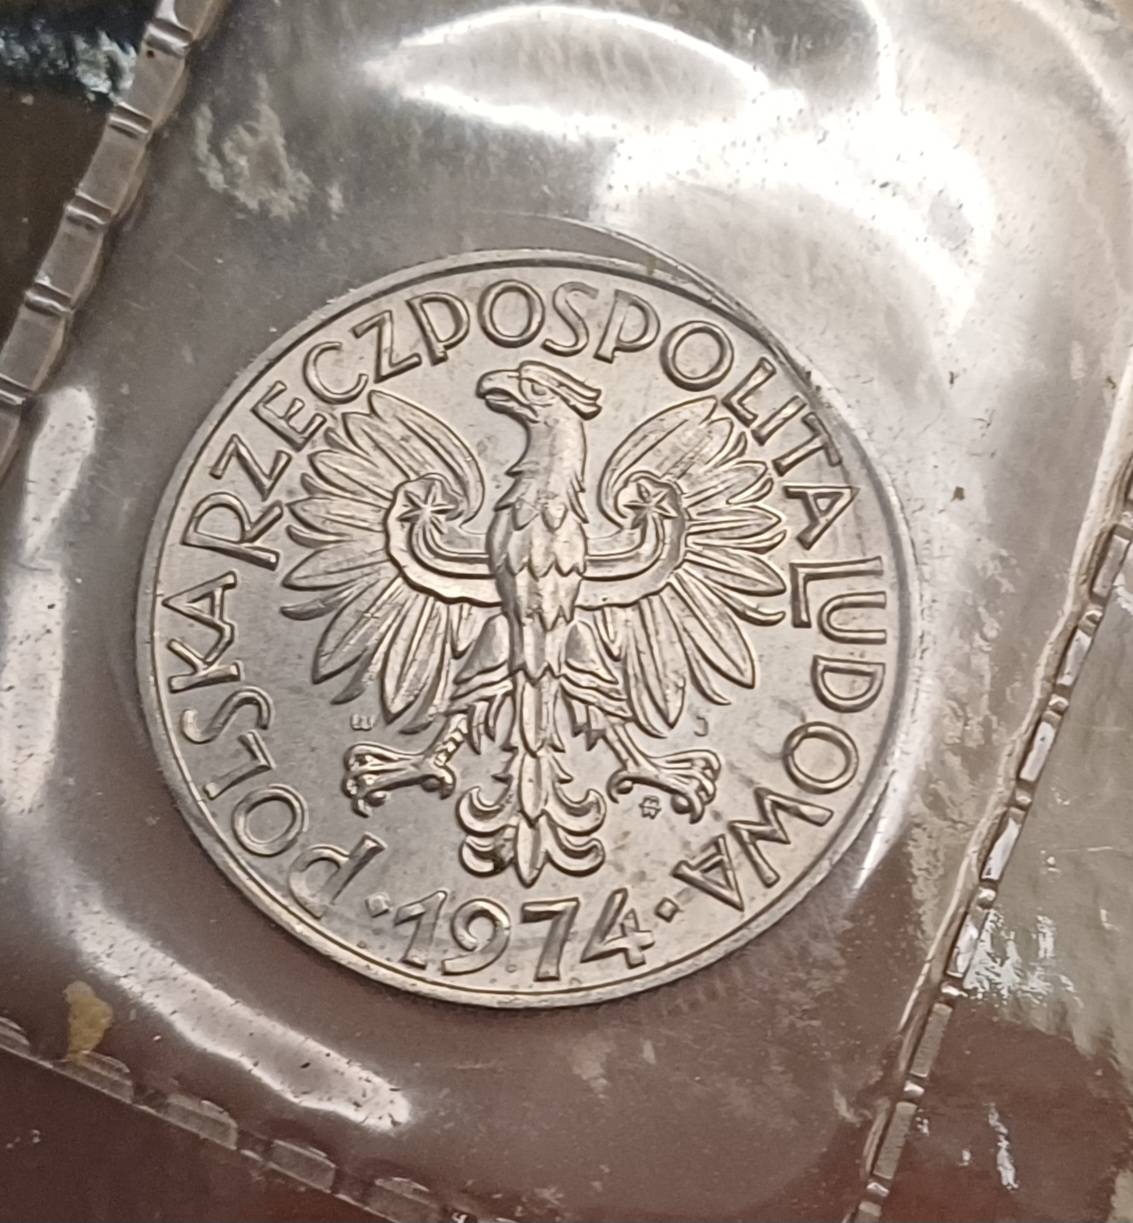 POLSKA RZECZPOSPOLITA LUDOWA
· 1974 ·